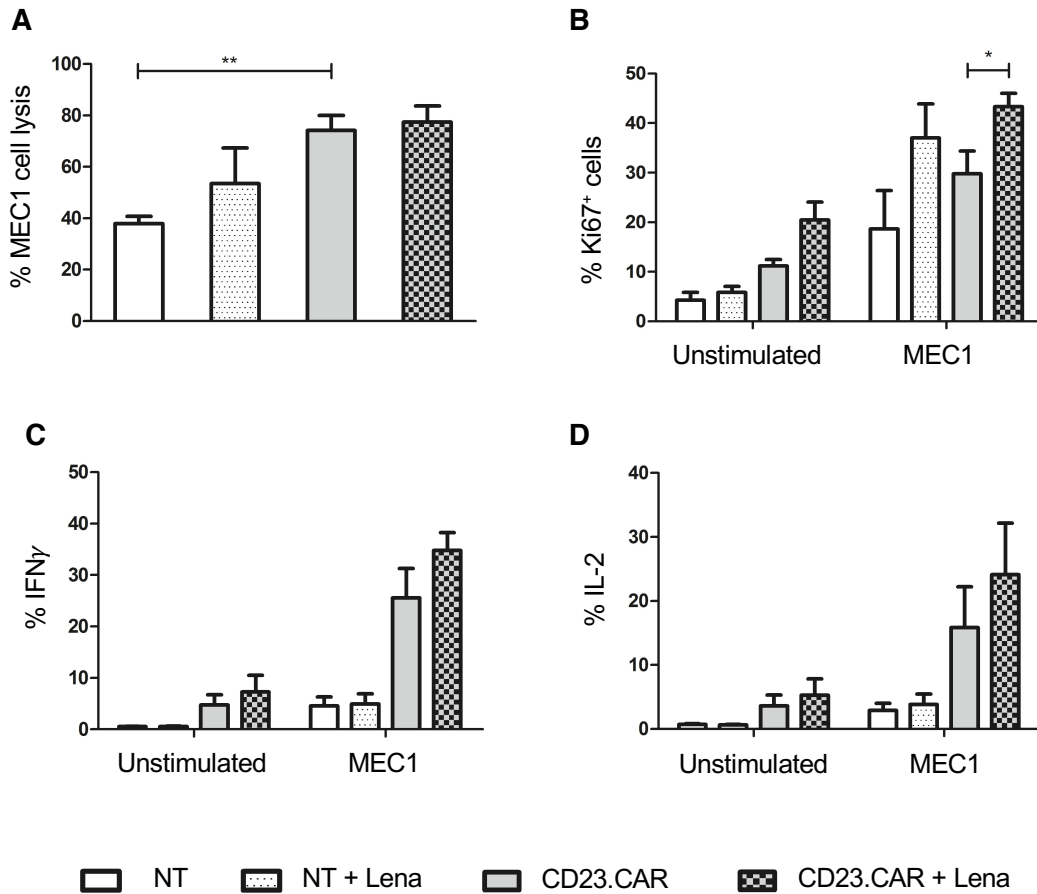 A
% MEC1 cell lysis
100
80
60
40
20
0
**
B
% Ki67⁺ cells
50
40
30
20
10
0
*
Unstimulated MEC1
C
% IFNγ
50
40
30
20
10
0
Unstimulated MEC1
D
% IL-2
40
30
20
10
0
Unstimulated MEC1
NT NT + Lena CD23.CAR CD23.CAR + Lena